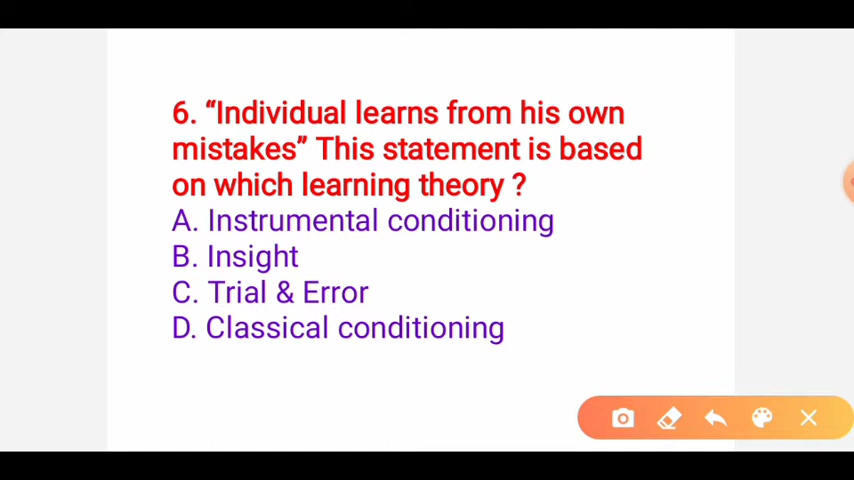 6. “Individual learns from his own
mistakes” This statement is based
on which learning theory ?
A. Instrumental conditioning
B. Insight
C. Trial & Error
D. Classical conditioning